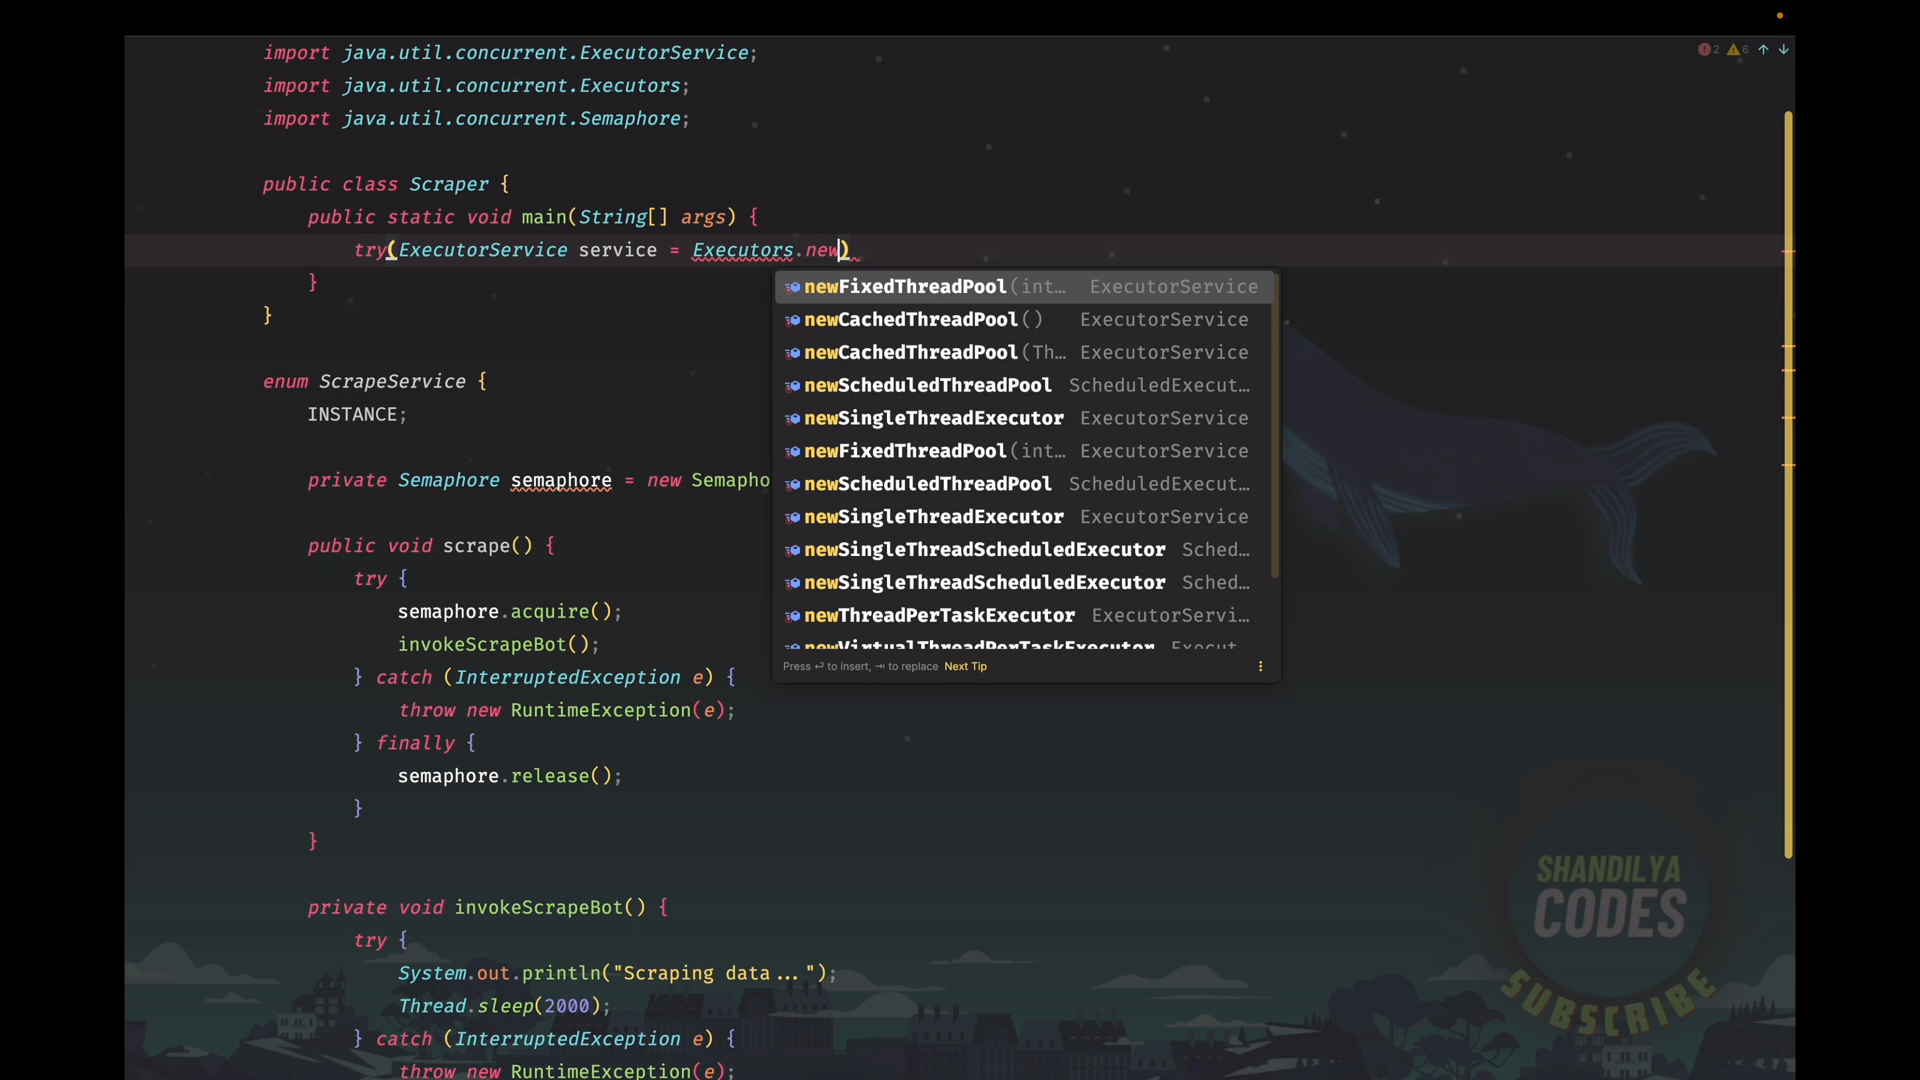 2 6
import java.util.concurrent.ExecutorService;
import java.util.concurrent.Executors;
import java.util.concurrent.Semaphore;
public class Scraper {
public static void main(String[] args) {
try(ExecutorService service = Executors.new)
}
}
newFixedThreadPool(int… ExecutorService
newCachedThreadPool() ExecutorService
newCachedThreadPool(Th… ExecutorService
newScheduledThreadPool ScheduledExecut…
newSingleThreadExecutor ExecutorService
newFixedThreadPool(int… ExecutorService
newScheduledThreadPool ScheduledExecut…
newSingleThreadExecutor ExecutorService
newSingleThreadScheduledExecutor Sched…
newSingleThreadScheduledExecutor Sched…
newThreadPerTaskExecutor ExecutorServi…
newVirtualThreadPerTaskExecutor Execut…
Press ⏎ to insert, ⇥ to replace Next Tip
enum ScrapeService {
INSTANCE;
private Semaphore semaphore = new Semapho
public void scrape() {
try {
semaphore.acquire();
invokeScrapeBot();
} catch (InterruptedException e) {
throw new RuntimeException(e);
} finally {
semaphore.release();
}
}
private void invokeScrapeBot() {
try {
System.out.println("Scraping data...");
Thread.sleep(2000);
} catch (InterruptedException e) {
throw new RuntimeException(e);
SHANDILYA
CODES
SUBSCRIBE